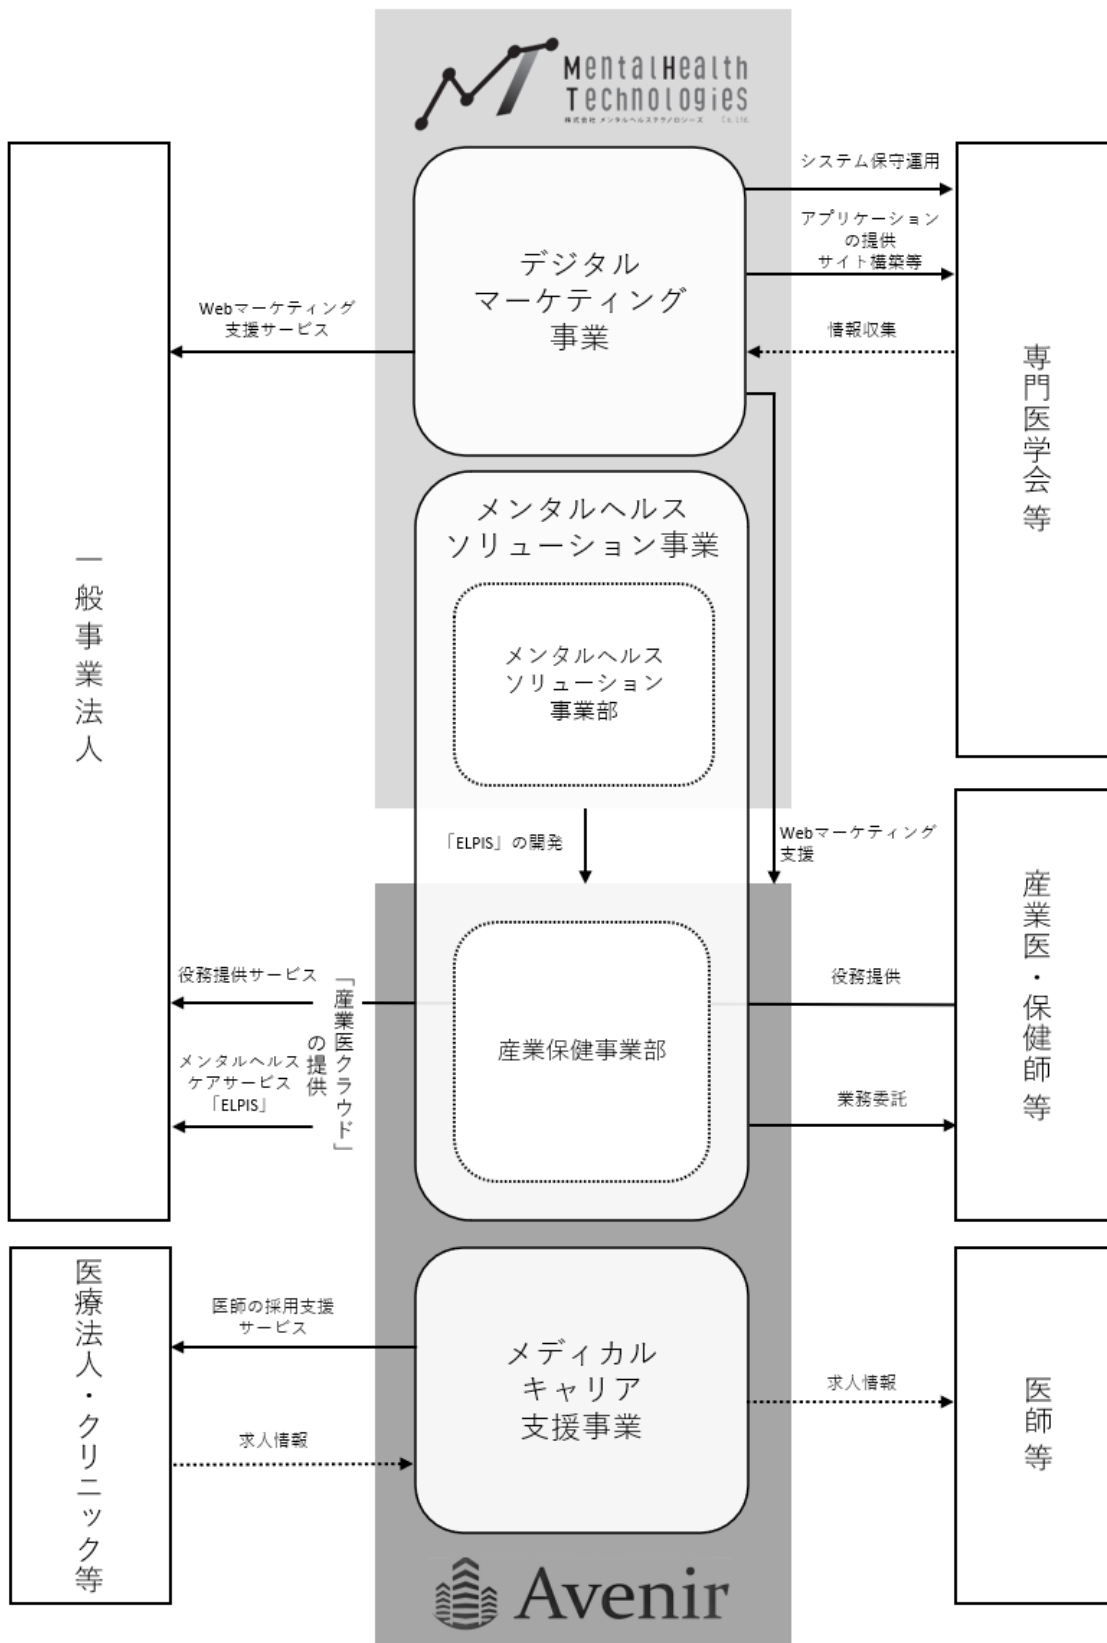 MentalHealth
Technologies
株式会社 メンタルヘルステクノロジーズ Co. Ltd.
システム保守運用
アプリケーション
の提供
サイト構築等
情報収集
専門医学会等
デジタル
マーケティング
事業
Webマーケティング
支援サービス
一般事業法人
メンタルヘルス
ソリューション事業
メンタルヘルス
ソリューション
事業部
「ELPIS」の開発
Webマーケティング
支援
産業医・保健師等
役務提供サービス
「産業医クラウド」
の提供
メンタルヘルス
ケアサービス
「ELPIS」
産業保健事業部
役務提供
業務委託
医療法人・クリニック等
医師の採用支援
サービス
求人情報
メディカル
キャリア
支援事業
求人情報
医師等
Avenir